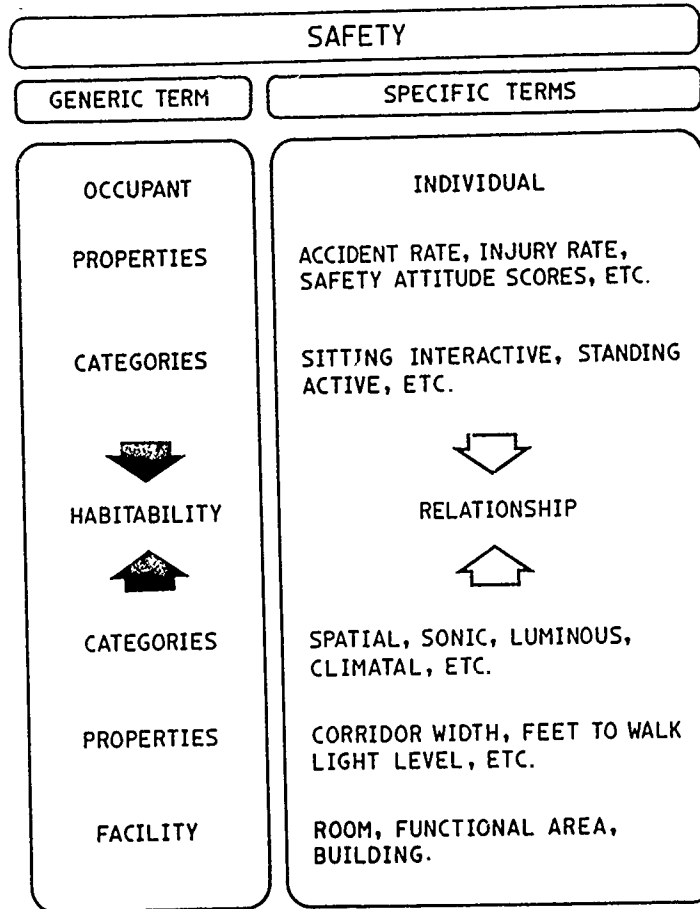 SAFETY
GENERIC TERM
SPECIFIC TERMS
OCCUPANT
INDIVIDUAL
PROPERTIES
ACCIDENT RATE, INJURY RATE,
SAFETY ATTITUDE SCORES, ETC.
CATEGORIES
SITTING INTERACTIVE, STANDING
ACTIVE, ETC.
HABITABILITY
RELATIONSHIP
CATEGORIES
SPATIAL, SONIC, LUMINOUS,
CLIMATAL, ETC.
PROPERTIES
CORRIDOR WIDTH, FEET TO WALK
LIGHT LEVEL, ETC.
FACILITY
ROOM, FUNCTIONAL AREA,
BUILDING.